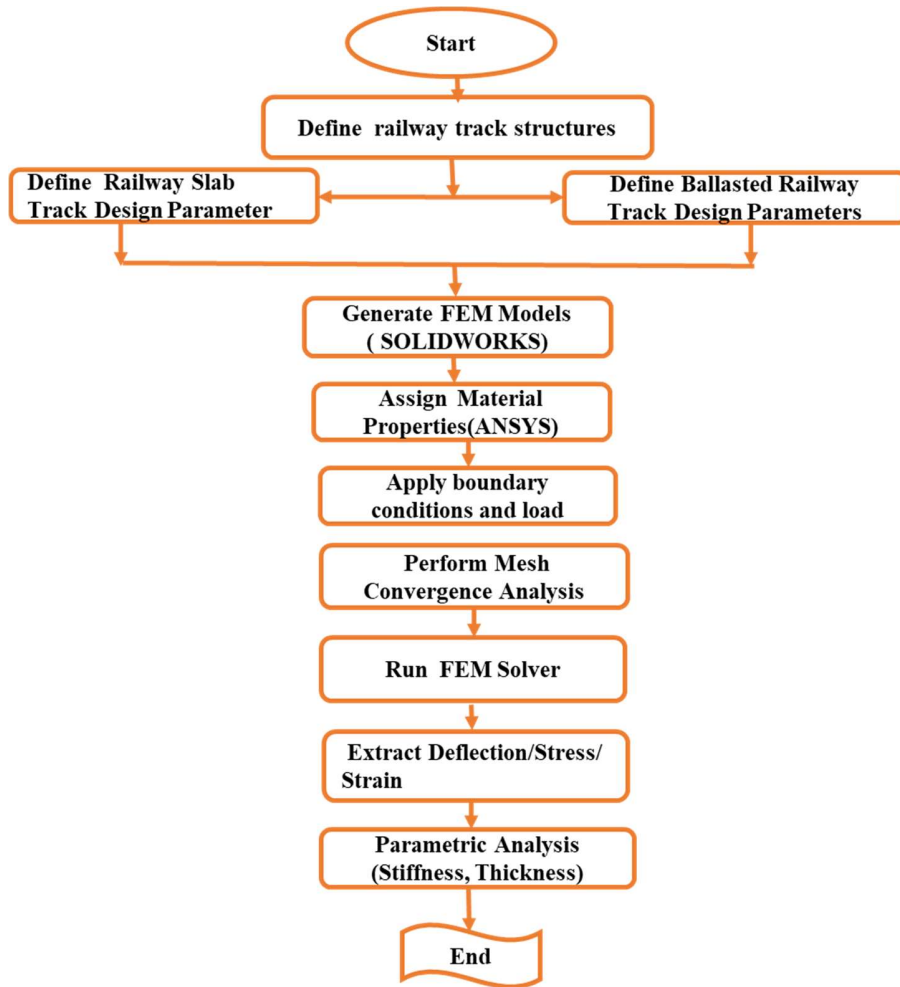 Start
Define railway track structures
Define Railway Slab
Track Design Parameter
Define Ballasted Railway
Track Design Parameters
Generate FEM Models
( SOLIDWORKS)
Assign Material
Properties(ANSYS)
Apply boundary
conditions and load
Perform Mesh
Convergence Analysis
Run FEM Solver
Extract Deflection/Stress/
Strain
Parametric Analysis
(Stiffness, Thickness)
End